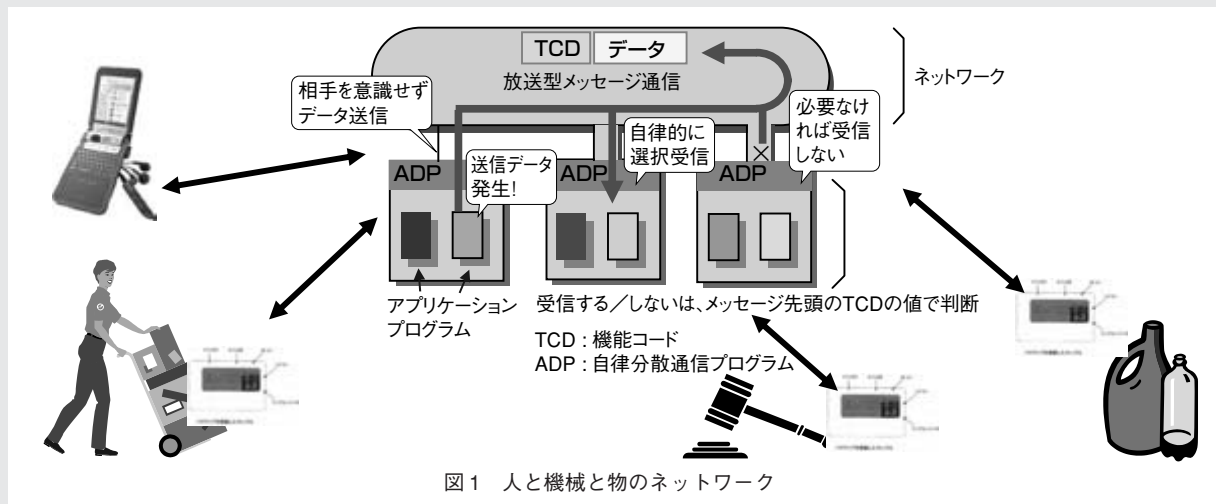 TCD データ
放送型メッセージ通信
ネットワーク
相手を意識せず
データ送信
自律的に
選択受信
必要なけ
れば受信
しない
ADP
送信データ
発生!
ADP
ADP
アプリケーション
プログラム
受信する/しないは、メッセージ先頭のTCDの値で判断
TCD：機能コード
ADP：自律分散通信プログラム
図1 人と機械と物のネットワーク